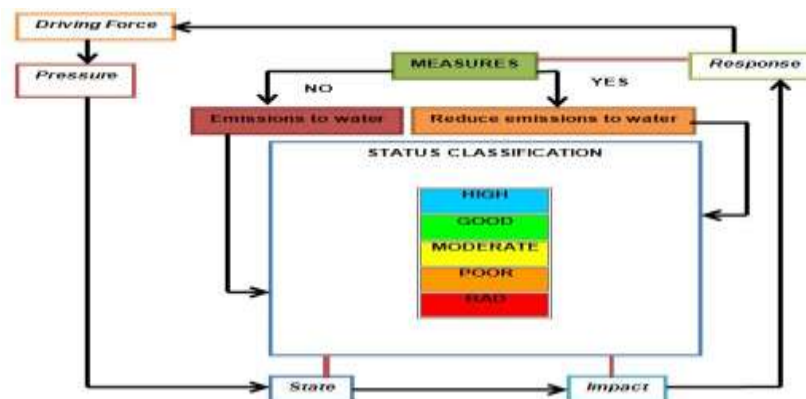 Driving Force
Pressure
MEASURES
Response
NO
YES
Emissions to water
Reduce emissions to water
STATUS CLASSIFICATION
HIGH
GOOD
MODERATE
POOR
BAD
State
Impact